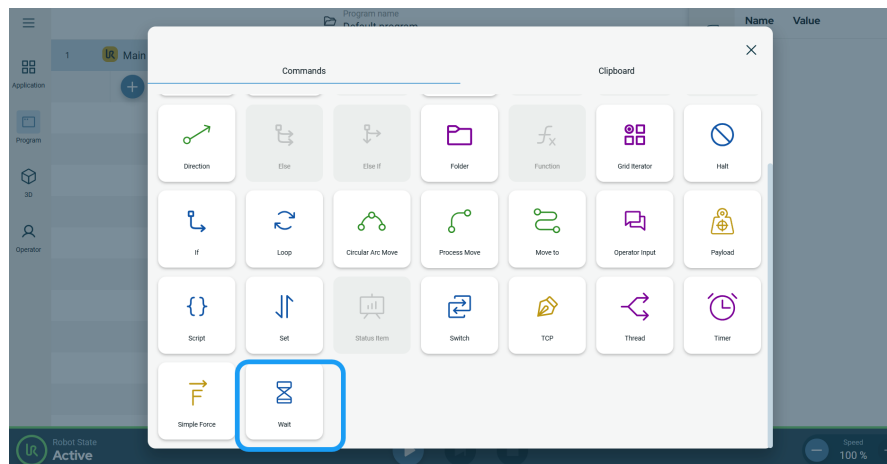 Program name
Default program
Name Value
1 UR Main
Application
Program
3D
Operator
Commands Clipboard
Direction Else Else If Folder Function Grid Iterator Halt
If Loop Circular Arc Move Process Move Move to Operator Input Payload
Script Set Status Item Switch TCP Thread Timer
Simple Force Wait
Robot State
Active
Speed
100 %